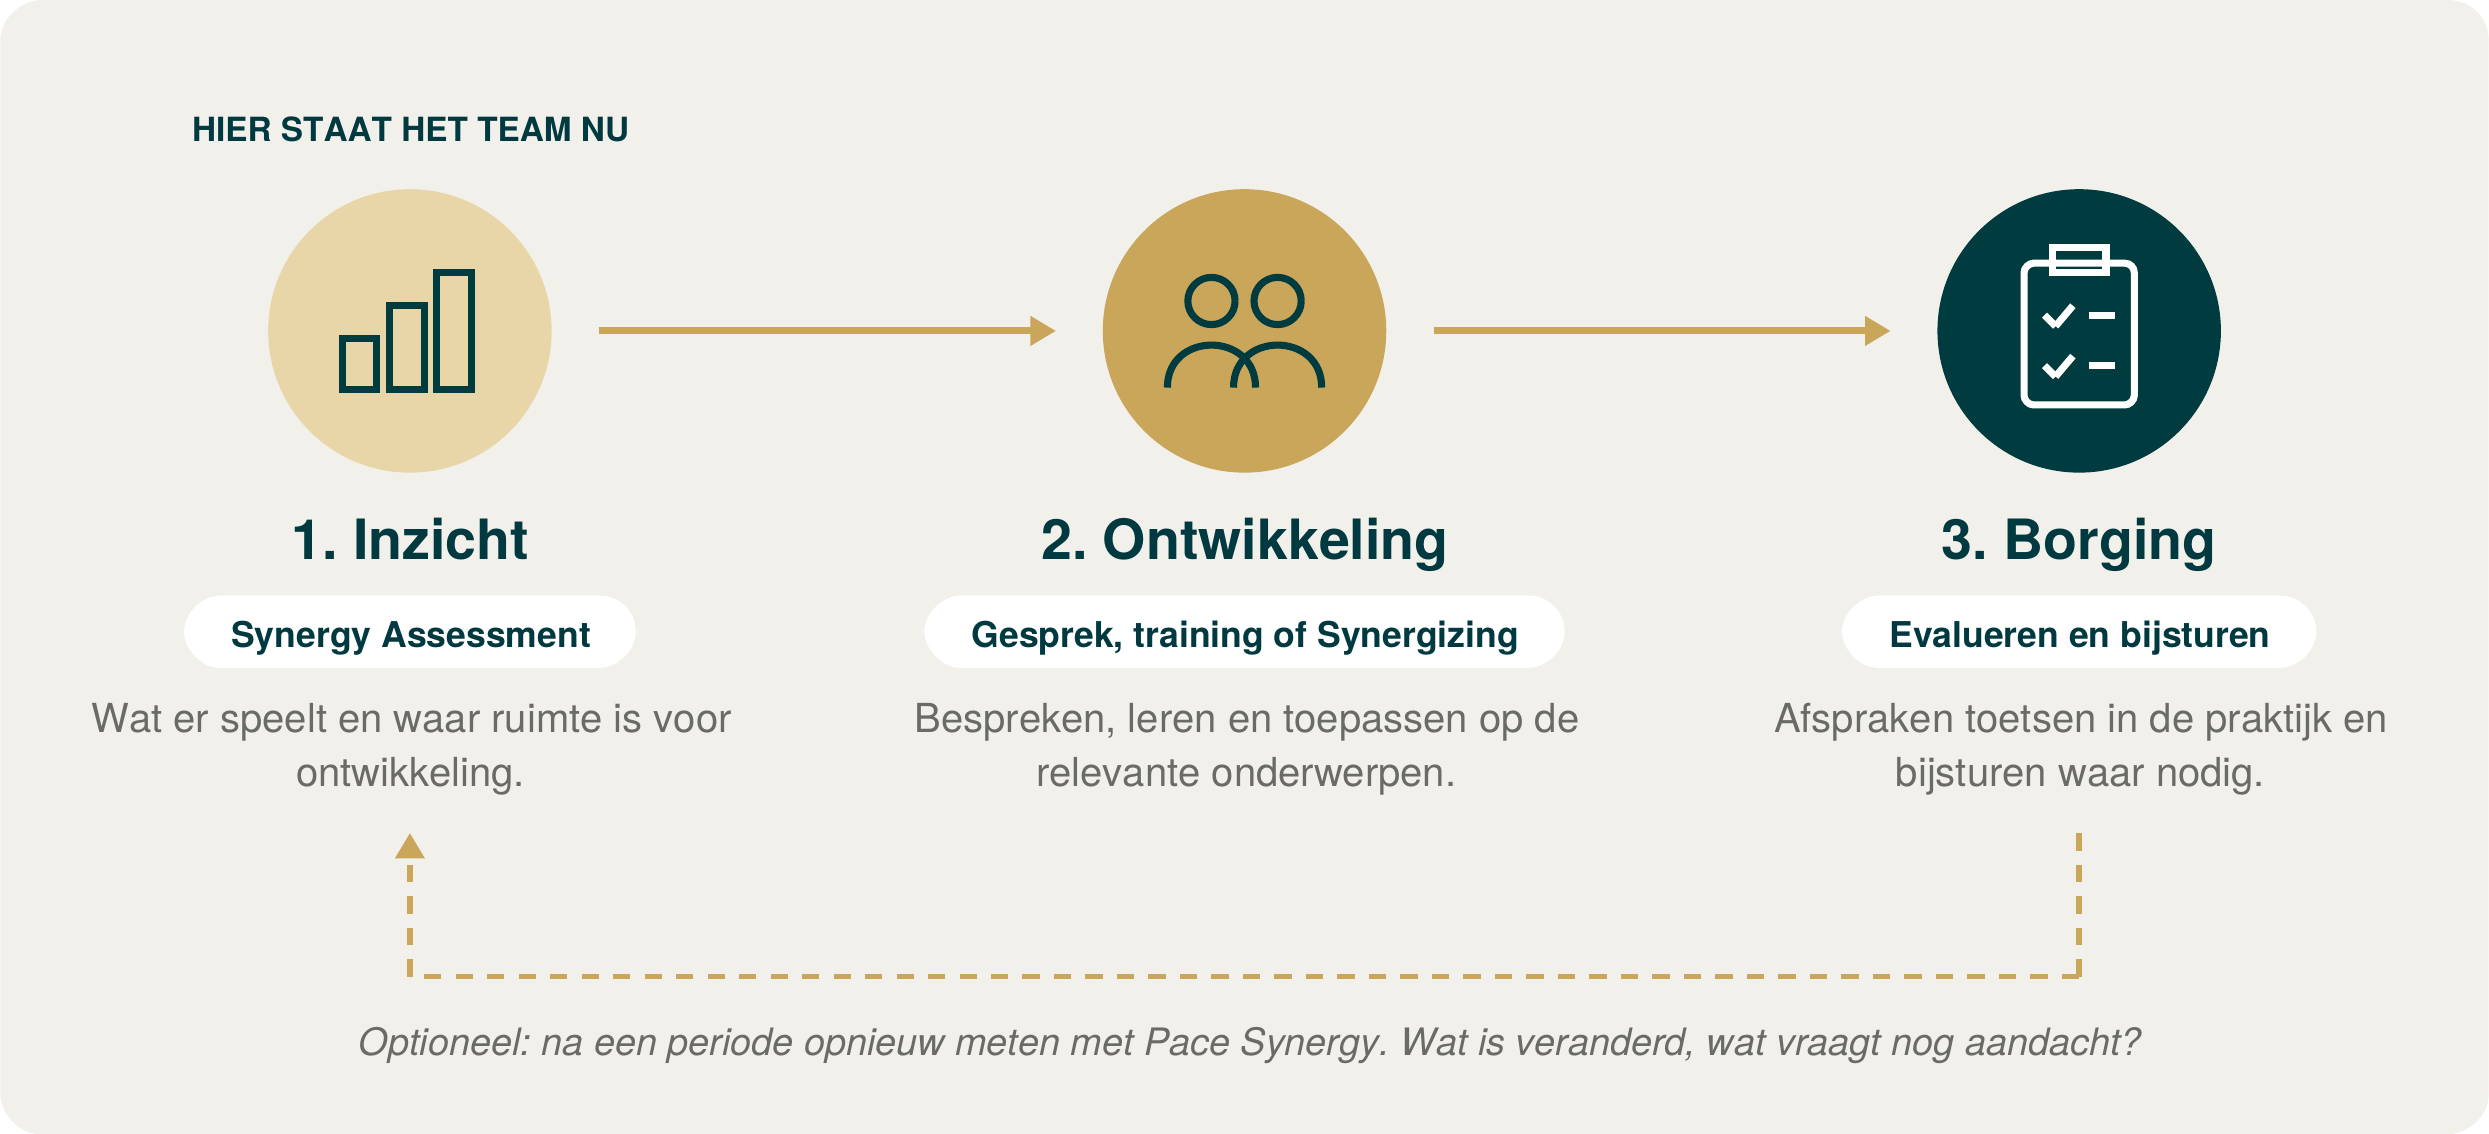 HIER STAAT HET TEAM NU
1. Inzicht
Synergy Assessment
Wat er speelt en waar ruimte is voor
ontwikkeling.
2. Ontwikkeling
Gesprek, training of Synergizing
Bespreken, leren en toepassen op de
relevante onderwerpen.
3. Borging
Evalueren en bijsturen
Afspraken toetsen in de praktijk en
bijsturen waar nodig.
Optioneel: na een periode opnieuw meten met Pace Synergy. Wat is veranderd, wat vraagt nog aandacht?